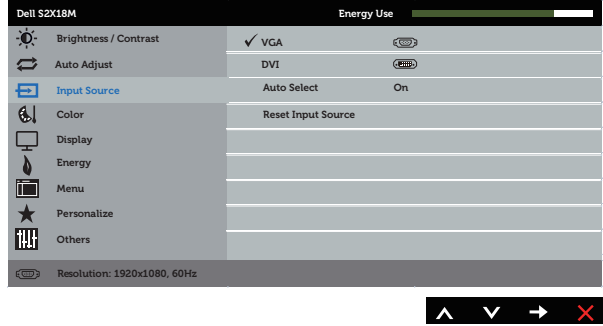 Dell S2X18M Energy Use
Brightness / Contrast VGA
Auto Adjust DVI
Input Source Auto Select On
Color Reset Input Source
Display
Energy
Menu
Personalize
Others
Resolution: 1920x1080, 60Hz